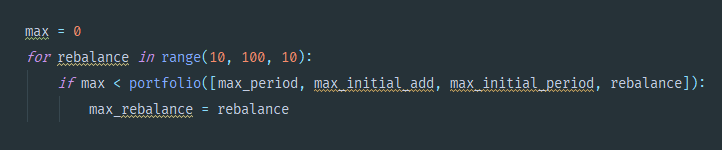 max = 0
for rebalance in range(10, 100, 10):
if max < portfolio([max_period, max_initial_add, max_initial_period, rebalance]):
max_rebalance = rebalance